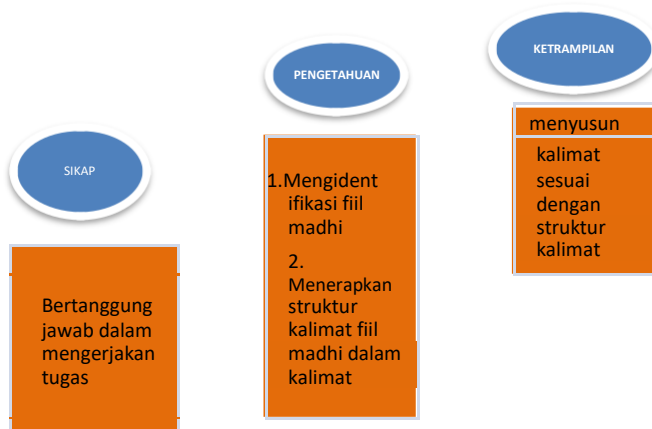 SIKAP
Bertanggung
jawab dalam
mengerjakan
tugas
PENGETAHUAN
1.Mengident
ifikasi fiil
madhi
2.
Menerapkan
struktur
kalimat fiil
madhi dalam
kalimat
KETRAMPILAN
menyusun
kalimat
sesuai
dengan
struktur
kalimat